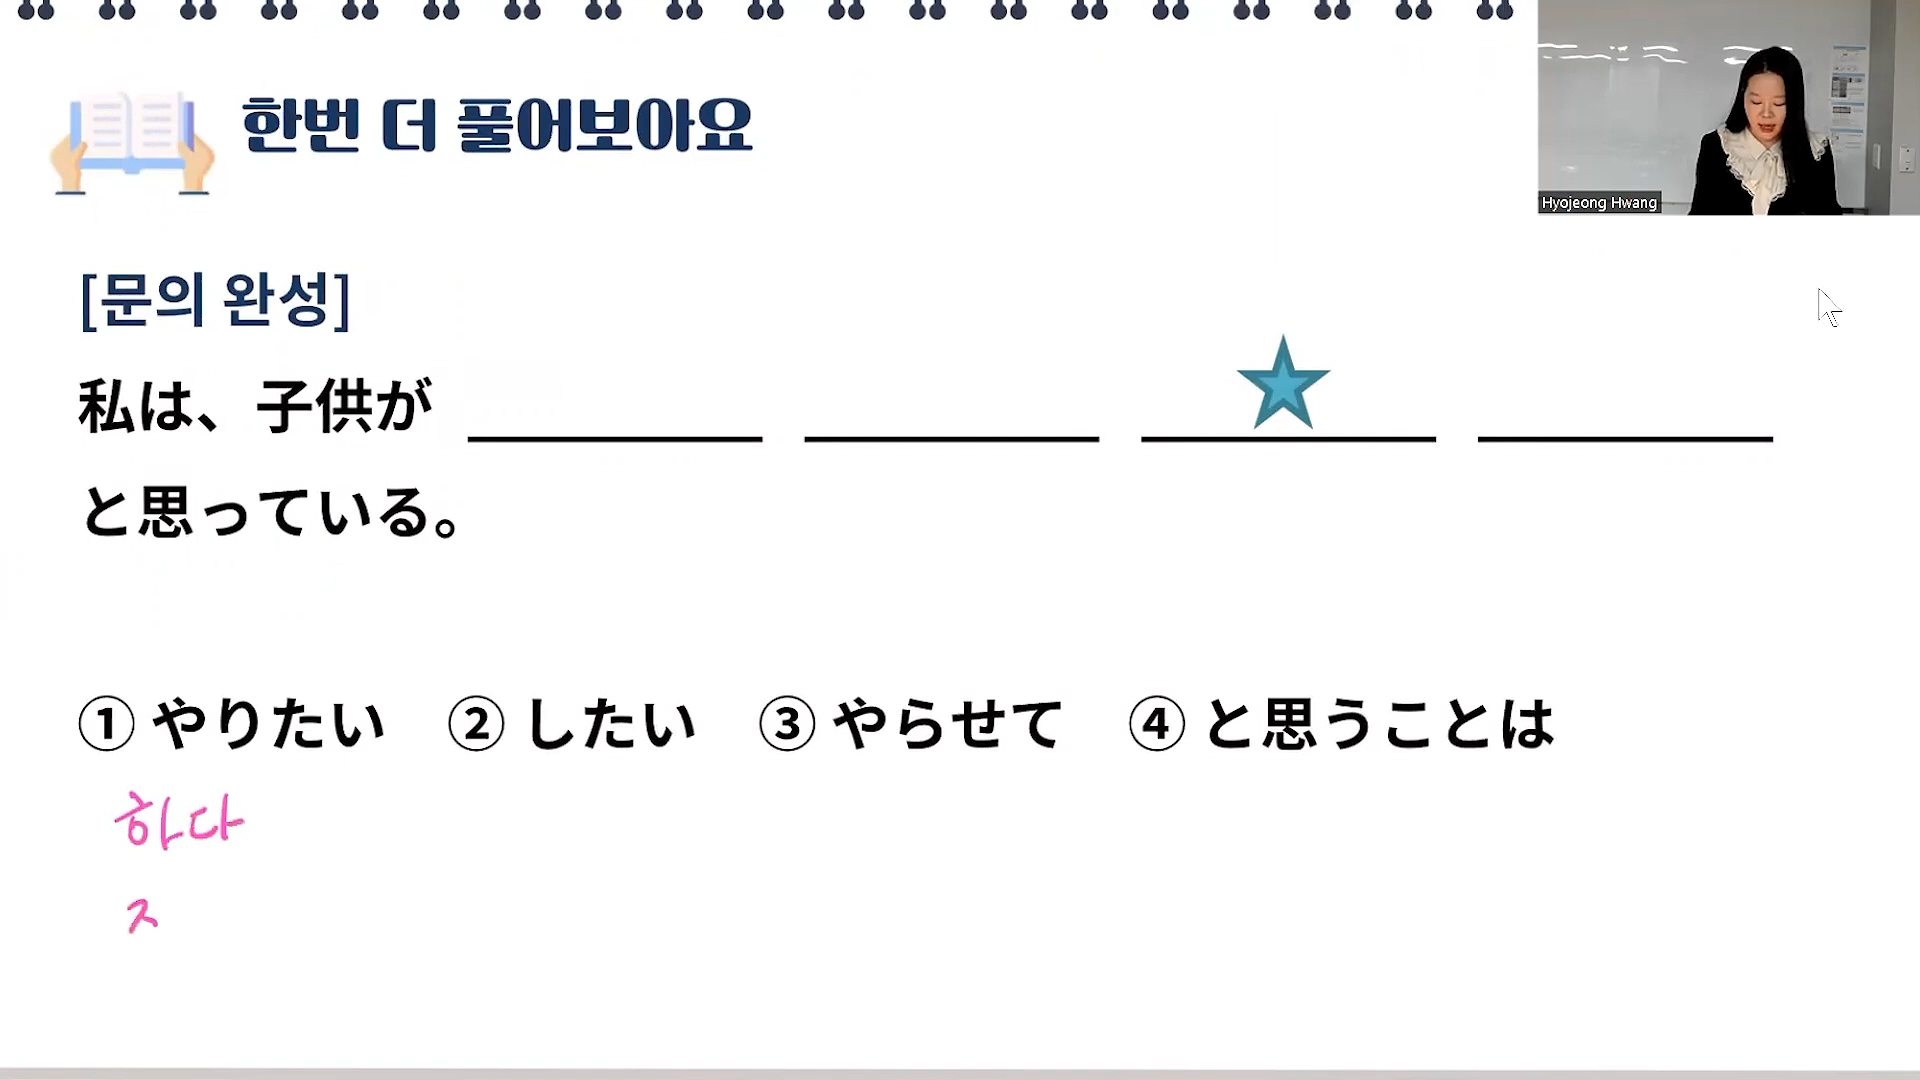 한번 더 풀어보아요
Hyojeong Hwang
[문의 완성]
私は、子供が
と思っている。
① やりたい ② したい ③ やらせて ④ と思うことは
하다
ス